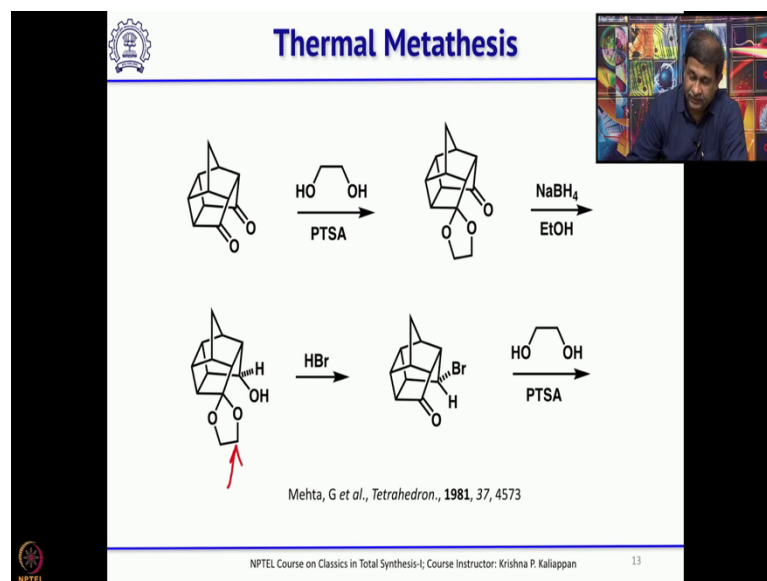 Thermal Metathesis
HO OH
PTSA
O
O
O
O
O
NaBH4
EtOH
H
OH
O
O
HBr
Br
H
O
HO OH
PTSA
Mehta, G et al., Tetrahedron., 1981, 37, 4573
NPTEL Course on Classics in Total Synthesis-I; Course Instructor: Krishna P. Kaliappan
13
NPTEL